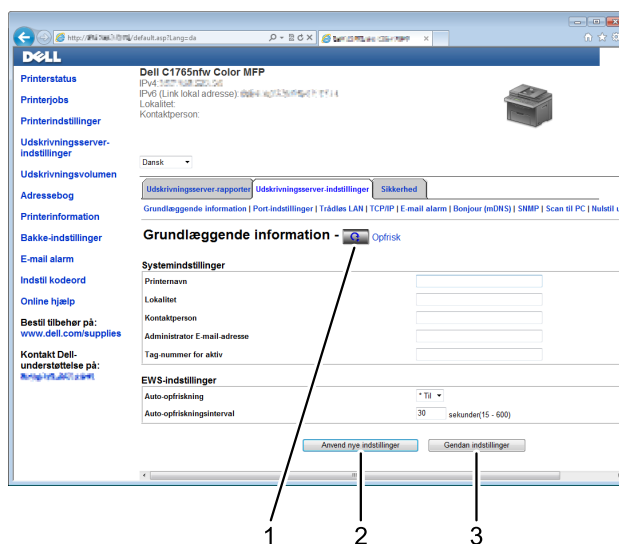 http://
/default.asp?Lang=da
DELL
Printerstatus
Printerjobs
Printerindstillinger
Udskrivningsserver-
indstillinger
Udskrivningsvolumen
Adressebog
Printerinformation
Bakke-indstillinger
E-mail alarm
Indstil kodeord
Online hjælp
Bestil tilbehør på:
www.dell.com/supplies
Kontakt Dell-
understøttelse på:
Dell C1765nfw Color MFP
IPv4:
IPv6 (Link lokal adresse):
Lokalitet:
Kontaktperson:
Dansk
Udskrivningsserver-rapporter Udskrivningsserver-indstillinger Sikkerhed
Grundlæggende information | Port-indstillinger | Trådløs LAN | TCP/IP | E-mail alarm | Bonjour (mDNS) | SNMP | Scan til PC | Nulstil u
Grundlæggende information - Opfrisk
Systemindstillinger
Printernavn
Lokalitet
Kontaktperson
Administrator E-mail-adresse
Tag-nummer for aktiv
EWS-indstillinger
Auto-opfriskning * Til
Auto-opfriskningsinterval 30 sekunder(15 - 600)
Anvend nye indstillinger Gendan indstillinger
1 2 3